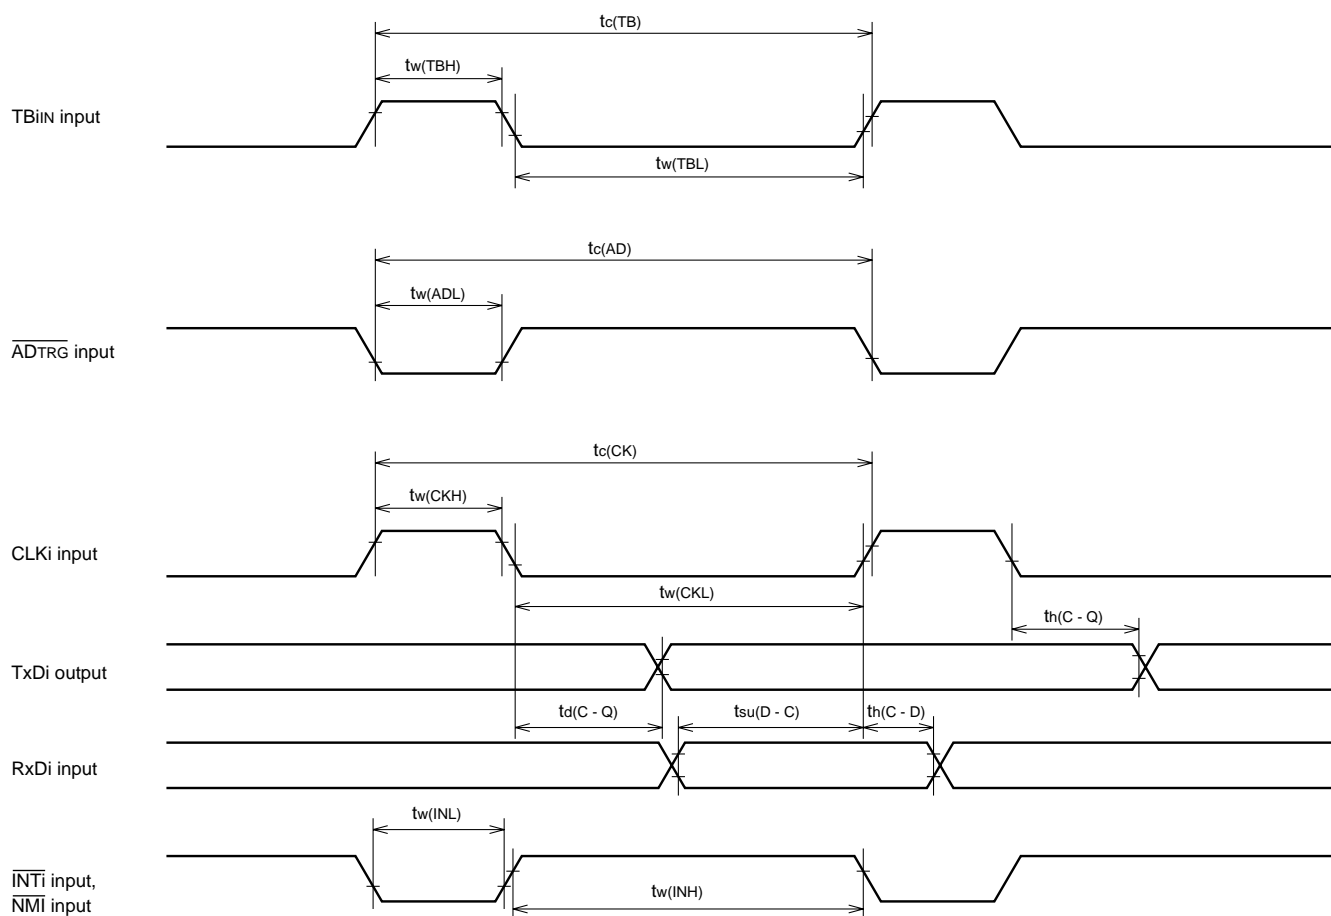 tc(TB)
tw(TBH)
TBiIN input
tw(TBL)
tc(AD)
tw(ADL)
ADTRG input
tc(CK)
tw(CKH)
CLKi input
tw(CKL)
th(C - Q)
TxDi output
td(C - Q)
tsu(D - C)
th(C - D)
RxDi input
tw(INL)
INTi input,
NMI input
tw(INH)